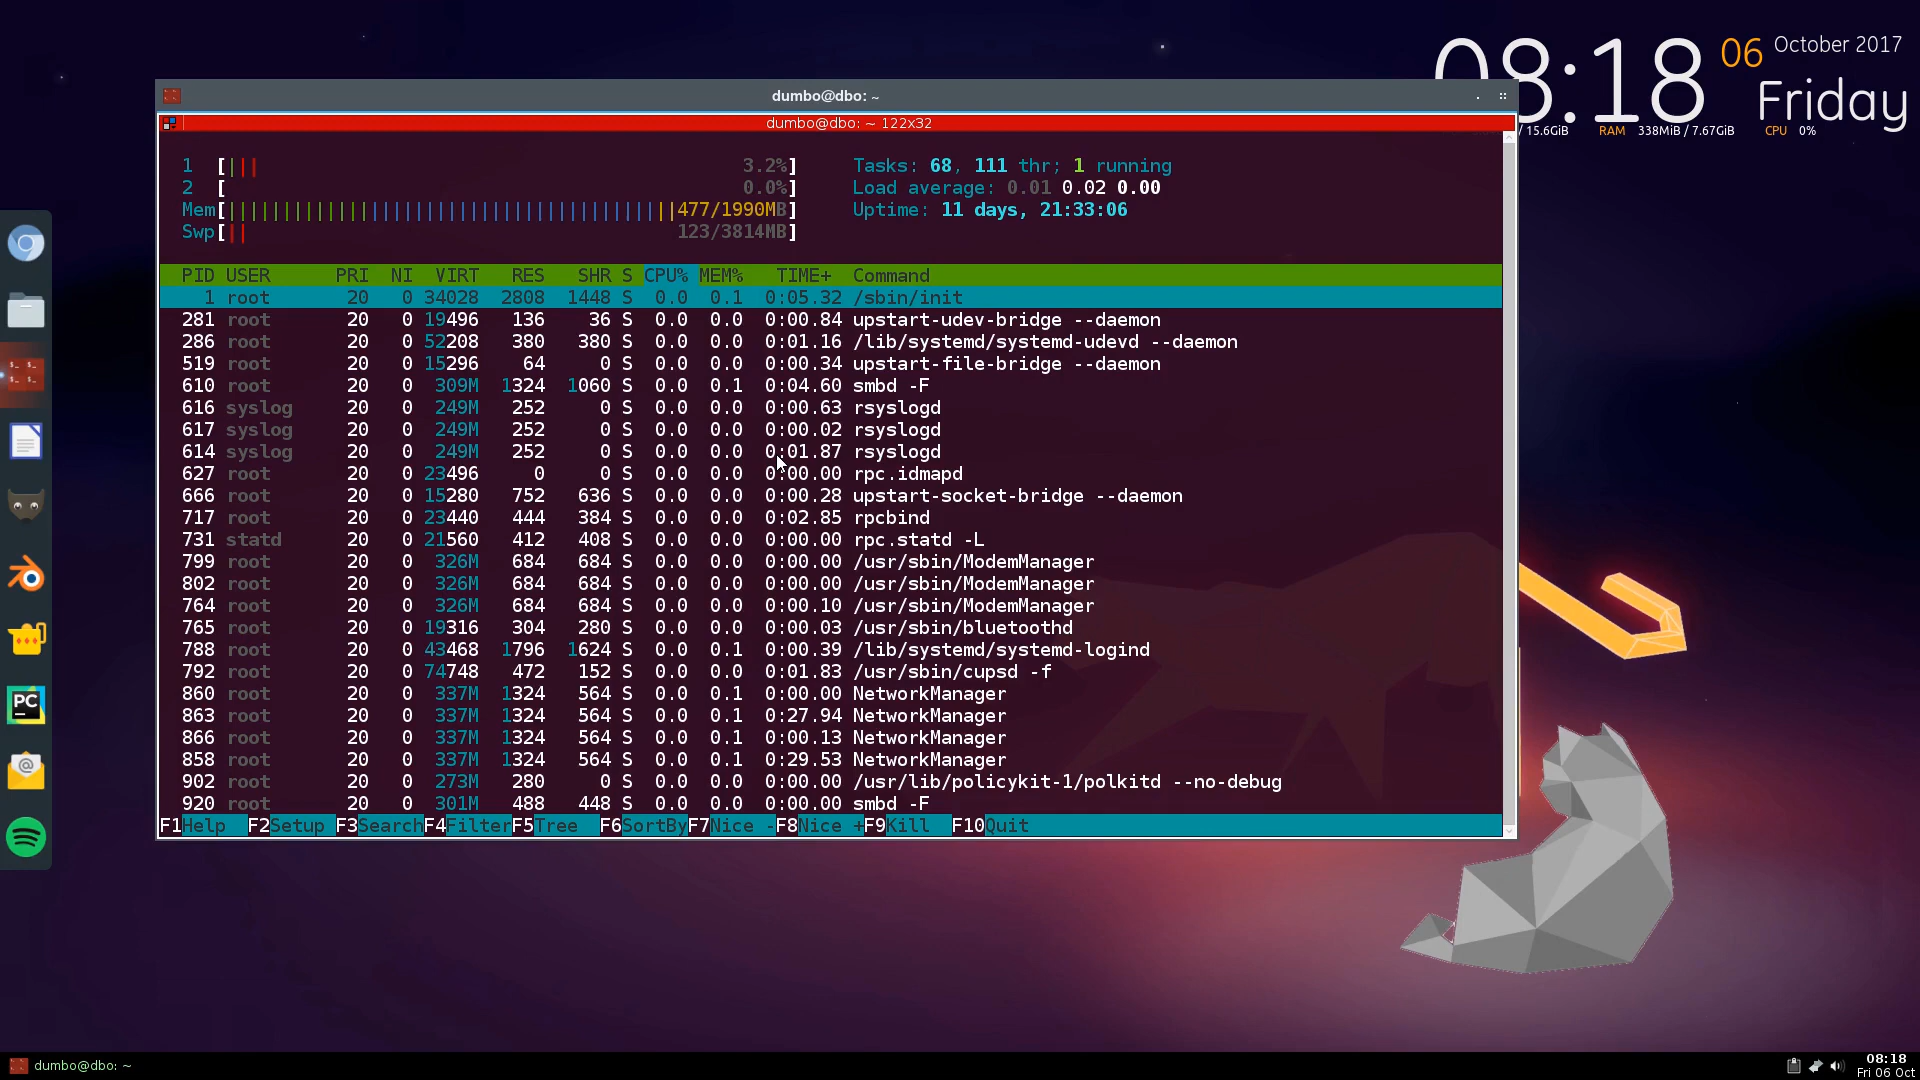 08:18 06 October 2017
Friday
/ 15.6GiB RAM 338MiB / 7.67GiB CPU 0%
dumbo@dbo: ~
dumbo@dbo: ~ 122x32
1 [||| 3.2%] Tasks: 68, 111 thr; 1 running
2 [ 0.0%] Load average: 0.01 0.02 0.00
Mem[|||||||||||||||||||||||||||||||||||||||||477/1990MB] Uptime: 11 days, 21:33:06
Swp[|| 123/3814MB]
PID USER PRI NI VIRT RES SHR S CPU% MEM% TIME+ Command
1 root 20 0 34028 2808 1448 S 0.0 0.1 0:05.32 /sbin/init
281 root 20 0 19496 136 36 S 0.0 0.0 0:00.84 upstart-udev-bridge --daemon
286 root 20 0 52208 380 380 S 0.0 0.0 0:01.16 /lib/systemd/systemd-udevd --daemon
519 root 20 0 15296 64 0 S 0.0 0.0 0:00.34 upstart-file-bridge --daemon
610 root 20 0 309M 1324 1060 S 0.0 0.1 0:04.60 smbd -F
616 syslog 20 0 249M 252 0 S 0.0 0.0 0:00.63 rsyslogd
617 syslog 20 0 249M 252 0 S 0.0 0.0 0:00.02 rsyslogd
614 syslog 20 0 249M 252 0 S 0.0 0.0 0:01.87 rsyslogd
627 root 20 0 23496 0 0 S 0.0 0.0 0:00.00 rpc.idmapd
666 root 20 0 15280 752 636 S 0.0 0.0 0:00.28 upstart-socket-bridge --daemon
717 root 20 0 23440 444 384 S 0.0 0.0 0:02.85 rpcbind
731 statd 20 0 21560 412 408 S 0.0 0.0 0:00.00 rpc.statd -L
799 root 20 0 326M 684 684 S 0.0 0.0 0:00.00 /usr/sbin/ModemManager
802 root 20 0 326M 684 684 S 0.0 0.0 0:00.00 /usr/sbin/ModemManager
764 root 20 0 326M 684 684 S 0.0 0.0 0:00.10 /usr/sbin/ModemManager
765 root 20 0 19316 304 280 S 0.0 0.0 0:00.03 /usr/sbin/bluetoothd
788 root 20 0 43468 1796 1624 S 0.0 0.1 0:00.39 /lib/systemd/systemd-logind
792 root 20 0 74748 472 152 S 0.0 0.0 0:01.83 /usr/sbin/cupsd -f
860 root 20 0 337M 1324 564 S 0.0 0.1 0:00.00 NetworkManager
863 root 20 0 337M 1324 564 S 0.0 0.1 0:27.94 NetworkManager
866 root 20 0 337M 1324 564 S 0.0 0.1 0:00.13 NetworkManager
858 root 20 0 337M 1324 564 S 0.0 0.1 0:29.53 NetworkManager
902 root 20 0 273M 280 0 S 0.0 0.0 0:00.00 /usr/lib/policykit-1/polkitd --no-debug
920 root 20 0 301M 488 448 S 0.0 0.0 0:00.00 smbd -F
F1Help F2Setup F3SearchF4FilterF5Tree F6SortByF7Nice -F8Nice +F9Kill F10Quit
PC
dumbo@dbo: ~
08:18
Fri 06 Oct